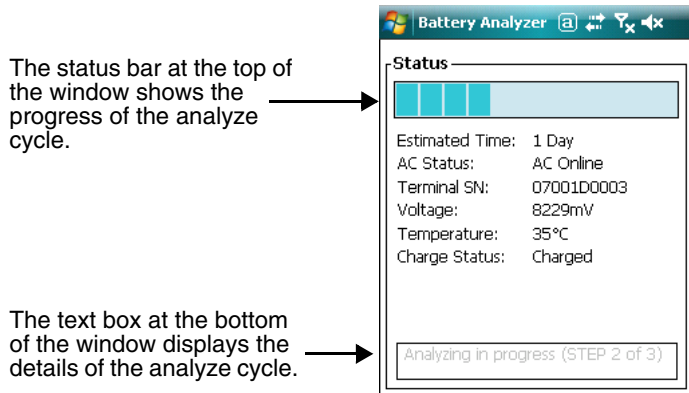 Battery Analyzer a
The status bar at the top of
the window shows the
progress of the analyze
cycle.
Status
Estimated Time: 1 Day
AC Status: AC Online
Terminal SN: 07001D0003
Voltage: 8229mV
Temperature: 35°C
Charge Status: Charged
The text box at the bottom
of the window displays the
details of the analyze cycle.
Analyzing in progress (STEP 2 of 3)